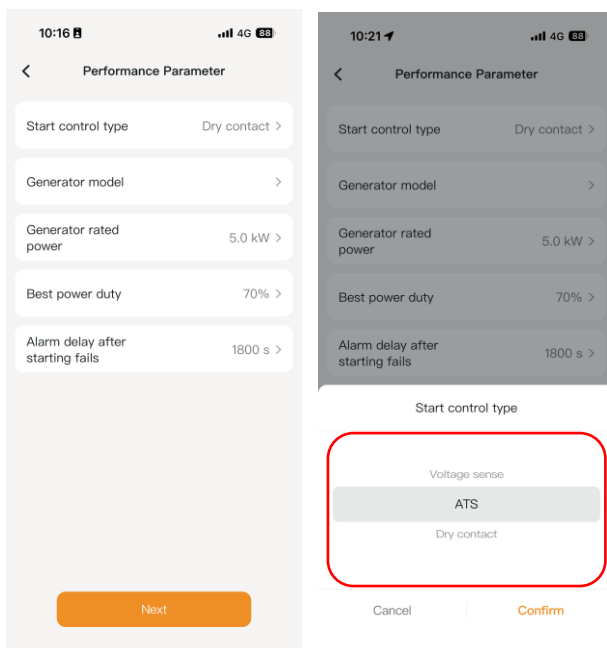 10:16
4G 88
Performance Parameter
Start control type
Dry contact
Generator model
Generator rated
power
5.0 kW
Best power duty
70%
Alarm delay after
starting fails
1800 s
Next
10:21
4G 88
Performance Parameter
Start control type
Dry contact
Generator model
Generator rated
power
5.0 kW
Best power duty
70%
Alarm delay after
starting fails
1800 s
Start control type
Voltage sense
ATS
Dry contact
Cancel
Confirm